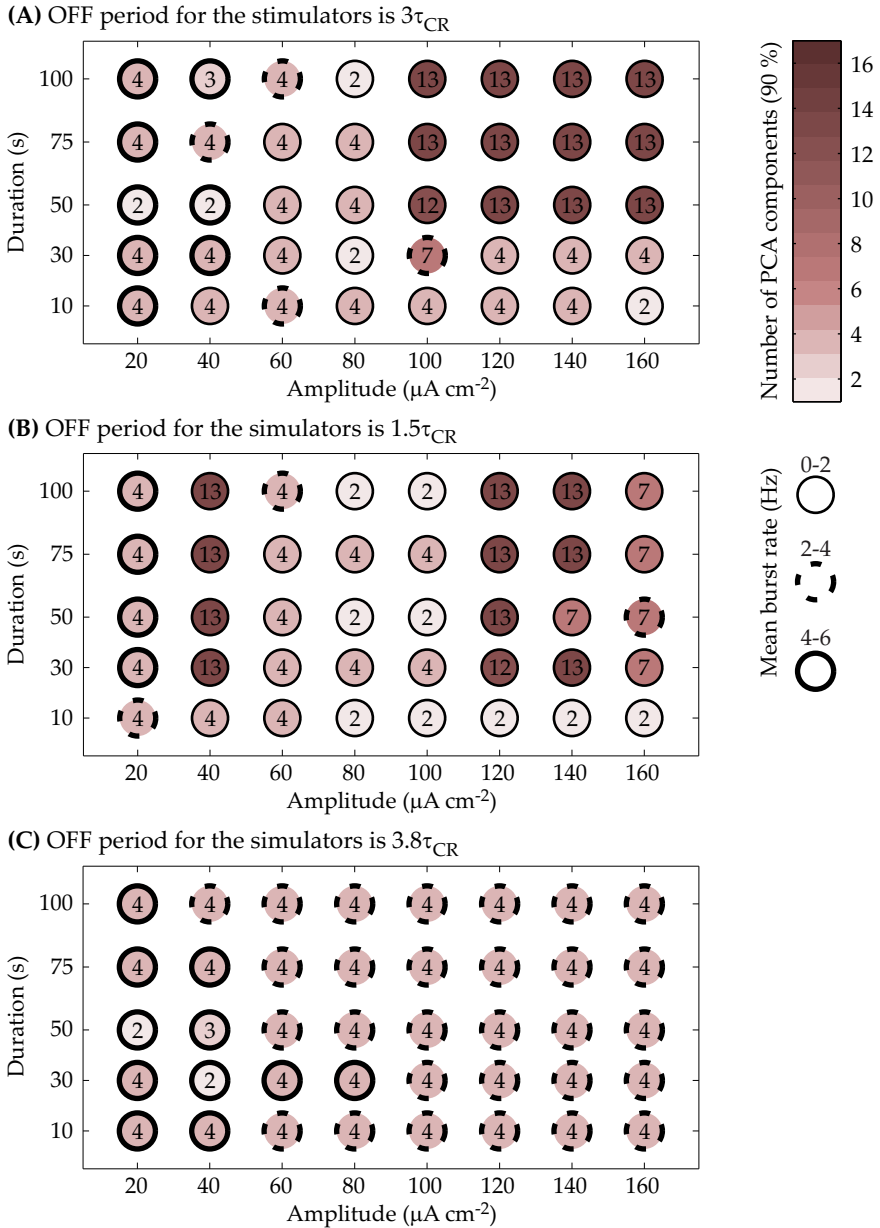 (A) OFF period for the stimulators is 3τCR
100 4 3 4 2 13 13 13 13
75 4 4 4 4 13 13 13 13
50 2 2 4 4 12 13 13 13
30 4 4 4 2 7 4 4 4
10 4 4 4 4 4 4 4 2
20 40 60 80 100 120 140 160
Duration (s)
Amplitude (μA cm-2)
Number of PCA components (90 %)
16
14
12
10
8
6
4
2
(B) OFF period for the simulators is 1.5τCR
100 4 13 4 2 2 13 13 7
75 4 13 4 4 4 13 13 7
50 4 13 4 2 2 13 7 7
30 4 13 4 4 4 12 13 7
10 4 4 4 2 2 2 2 2
20 40 60 80 100 120 140 160
Duration (s)
Amplitude (μA cm-2)
Mean burst rate (Hz)
0-2
2-4
4-6
(C) OFF period for the simulators is 3.8τCR
100 4 4 4 4 4 4 4 4
75 4 4 4 4 4 4 4 4
50 2 3 4 4 4 4 4 4
30 4 2 4 4 4 4 4 4
10 4 4 4 4 4 4 4 4
20 40 60 80 100 120 140 160
Duration (s)
Amplitude (μA cm-2)